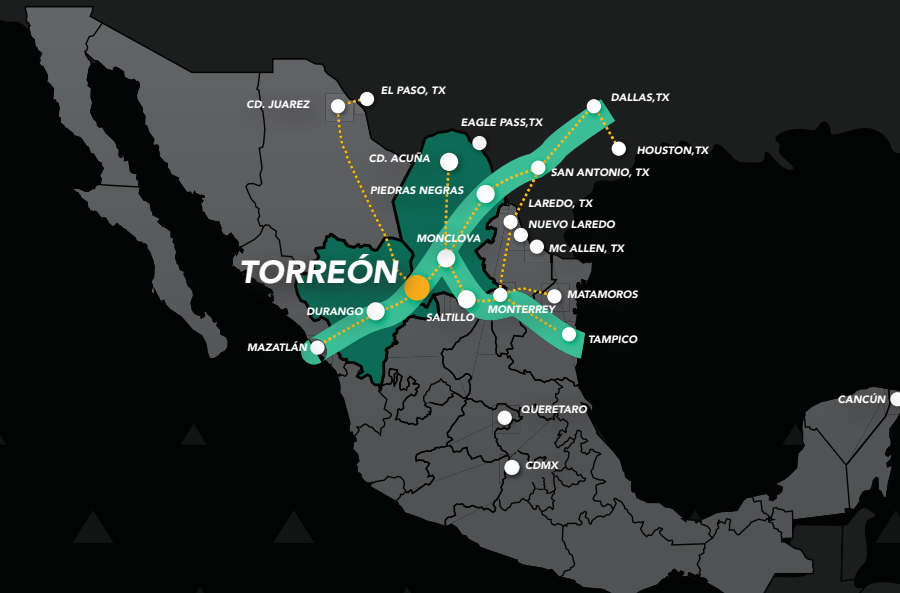 EL PASO, TX
DALLAS,TX
CD. JUAREZ
EAGLE PASS,TX
HOUSTON,TX
CD. ACUÑA
SAN ANTONIO, TX
PIEDRAS NEGRAS
LAREDO, TX
NUEVO LAREDO
MONCLOVA
MC ALLEN, TX
TORREÓN
MATAMOROS
DURANGO
MONTERREY
SALTILLO
TAMPICO
MAZATLÁN
CANCÚN
QUERETARO
CDMX